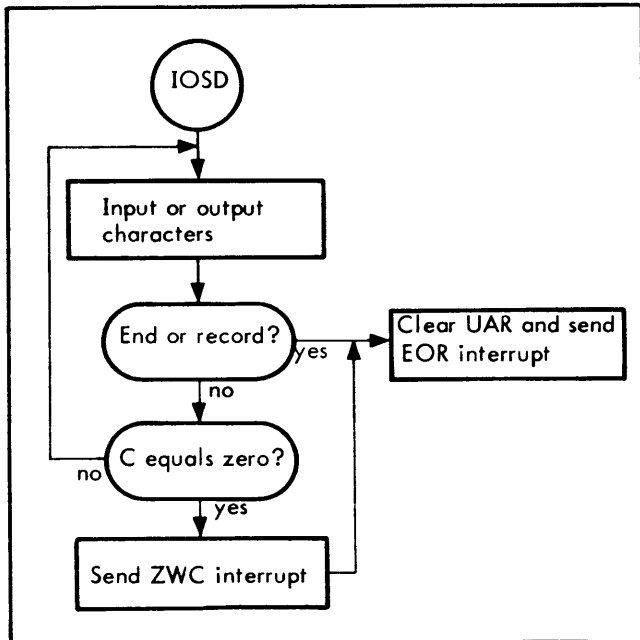 IOSD
Input or output
characters
End or record?
yes
no
Clear UAR and send
EOR interrupt
C equals zero?
no
yes
Send ZWC interrupt